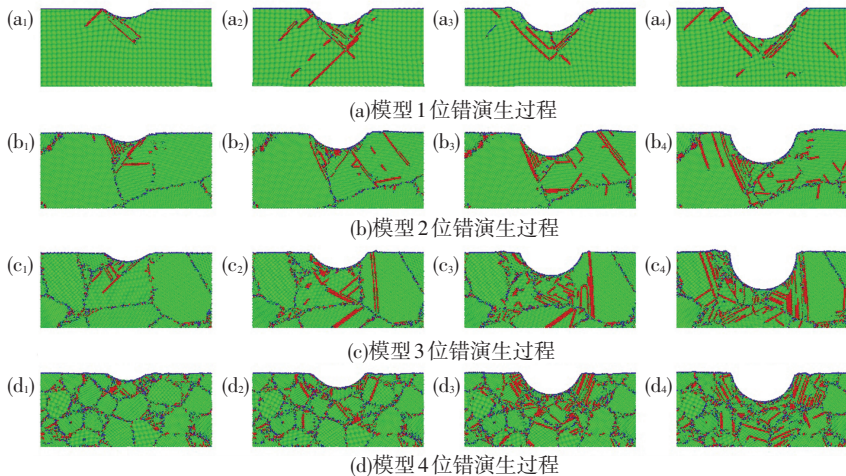 (a₁) (a₂) (a₃) (a₄)
(a)模型1位错演生过程
(b₁) (b₂) (b₃) (b₄)
(b)模型2位错演生过程
(c₁) (c₂) (c₃) (c₄)
(c)模型3位错演生过程
(d₁) (d₂) (d₃) (d₄)
(d)模型4位错演生过程